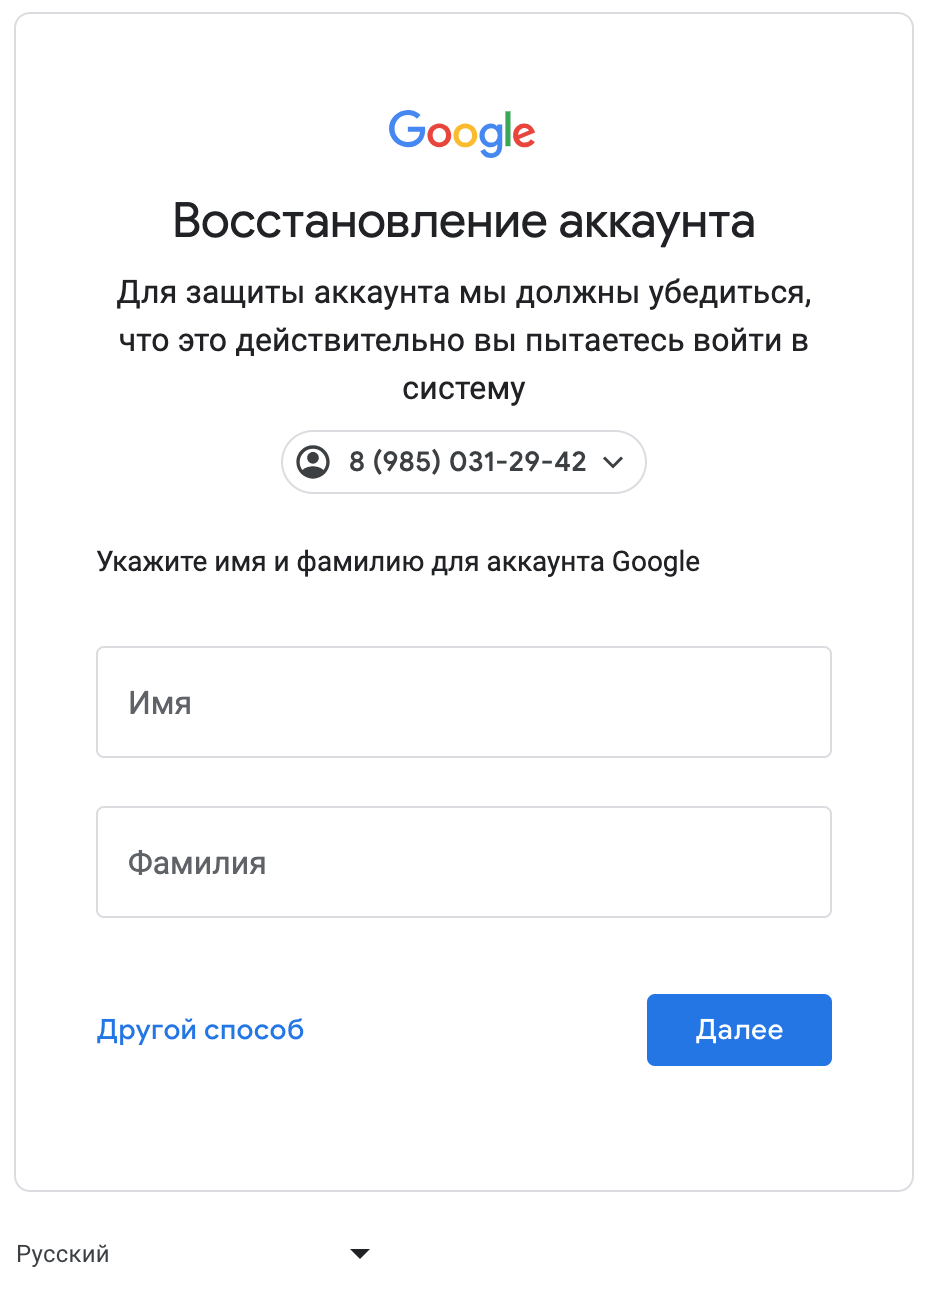 Google
Восстановление аккаунта
Для защиты аккаунта мы должны убедиться,
что это действительно вы пытаетесь войти в
систему
8 (985) 031-29-42
Укажите имя и фамилию для аккаунта Google
Имя
Фамилия
Другой способ
Далее
Русский